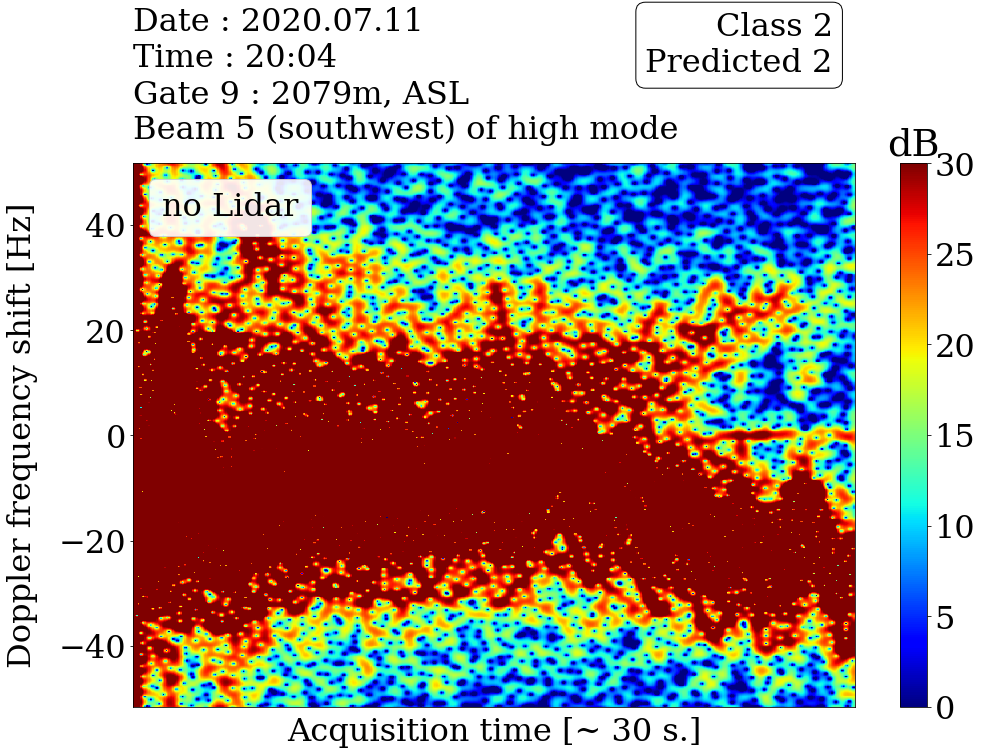 Date : 2020.07.11
Time : 20:04
Gate 9 : 2079m, ASL
Beam 5 (southwest) of high mode
Class 2
Predicted 2
dB
no Lidar
Doppler frequency shift [Hz]
40
20
0
−20
−40
30
25
20
15
10
5
0
Acquisition time [~ 30 s.]